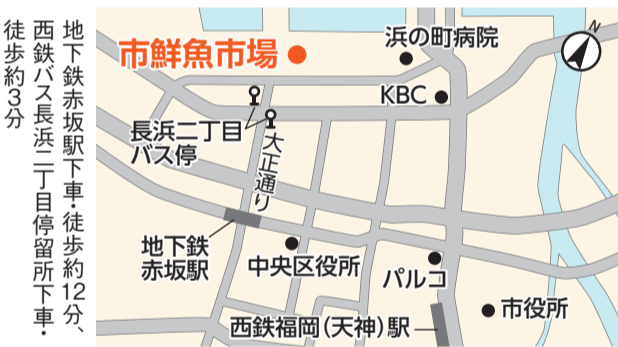 地下鉄赤坂駅下車・徒歩約12分、
西鉄バス長浜二丁目停留所下車・
徒歩約3分
市鮮魚市場
浜の町病院
N
KBC
長浜二丁目
バス停
大正通り
地下鉄
赤坂駅
中央区役所
パルコ
市役所
西鉄福岡(天神)駅